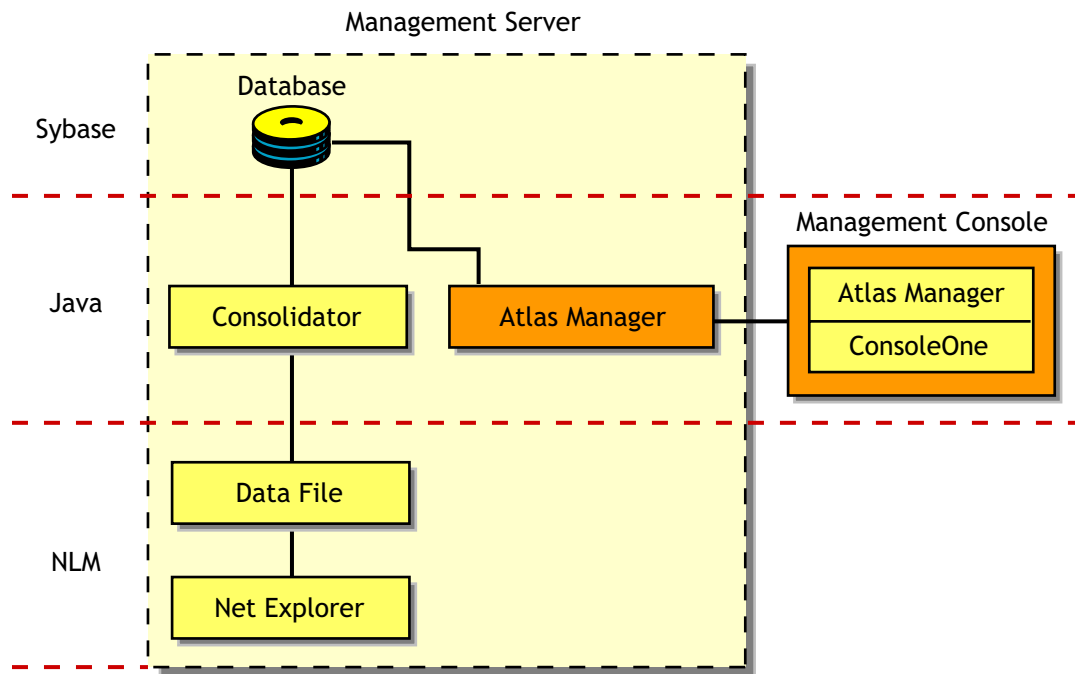 Management Server
Database
Sybase
Management Console
Java
Consolidator
Atlas Manager
Atlas Manager
ConsoleOne
Data File
NLM
Net Explorer